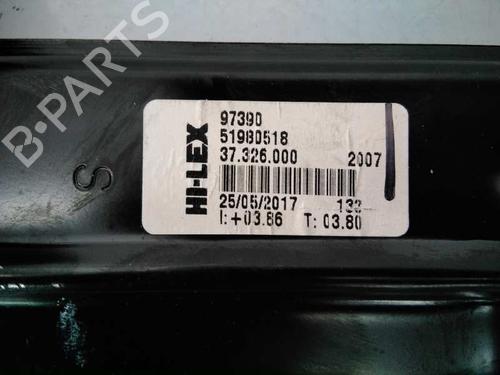 B-PARTS
HI-LEX
97390
51980518
37.326.000 2007
25/05/2017 133
I:+03.86 T: 03.80
S